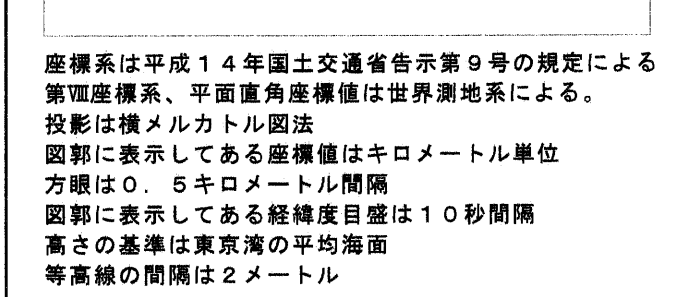 座標系は平成１４年国土交通省告示第９号の規定による
第Ⅷ座標系、平面直角座標値は世界測地系による。
投影は横メルカトル図法
図郭に表示してある座標値はキロメートル単位
方眼は０．５キロメートル間隔
図郭に表示してある経緯度目盛は１０秒間隔
高さの基準は東京湾の平均海面
等高線の間隔は２メートル